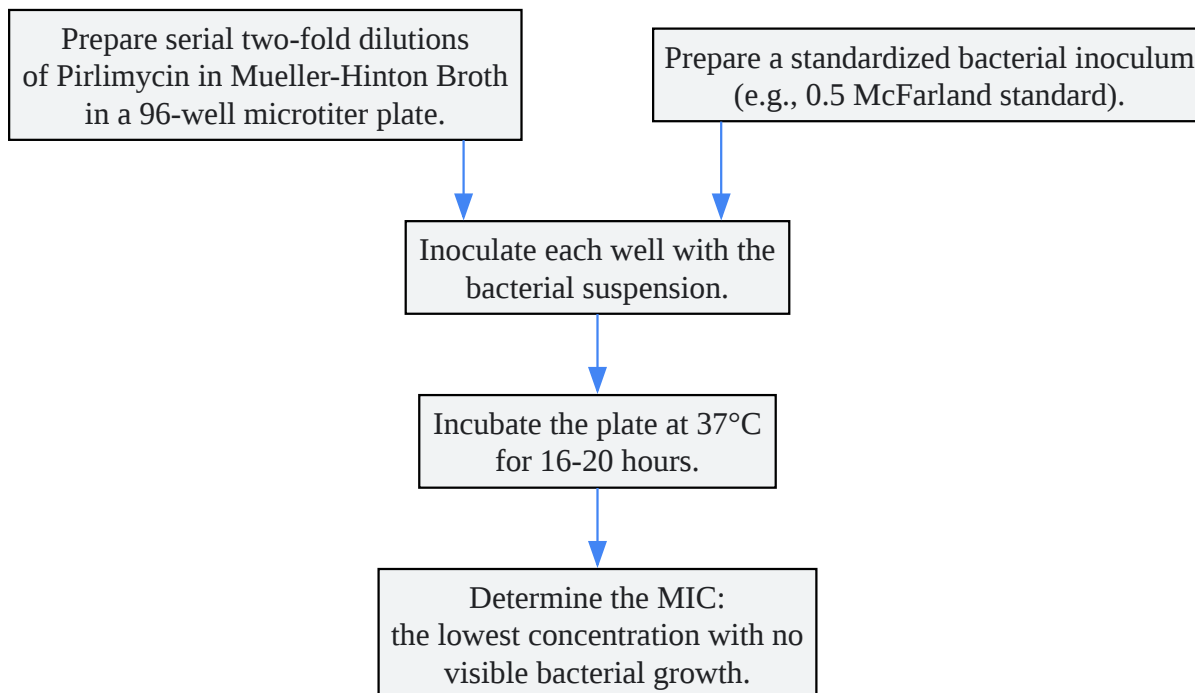 Prepare serial two-fold dilutions
of Pirlimycin in Mueller-Hinton Broth
in a 96-well microtiter plate.
Prepare a standardized bacterial inoculum
(e.g., 0.5 McFarland standard).
Inoculate each well with the
bacterial suspension.
Incubate the plate at 37°C
for 16-20 hours.
Determine the MIC:
the lowest concentration with no
visible bacterial growth.